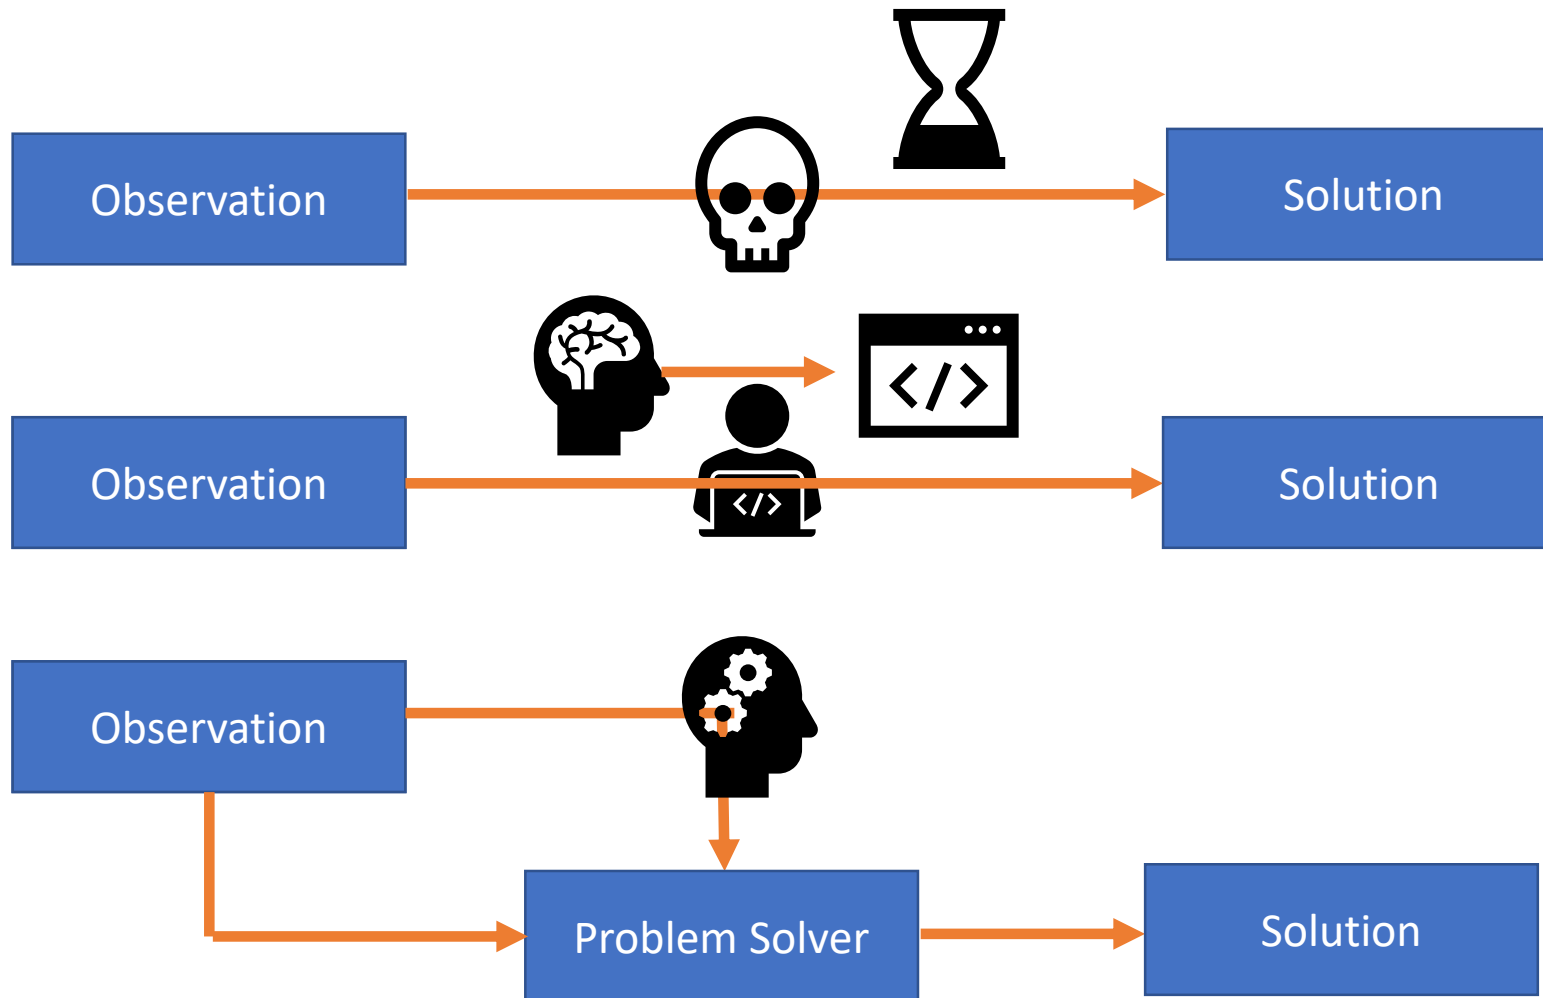 Observation
Solution
</>
Observation
</>
Solution
Observation
Problem Solver
Solution